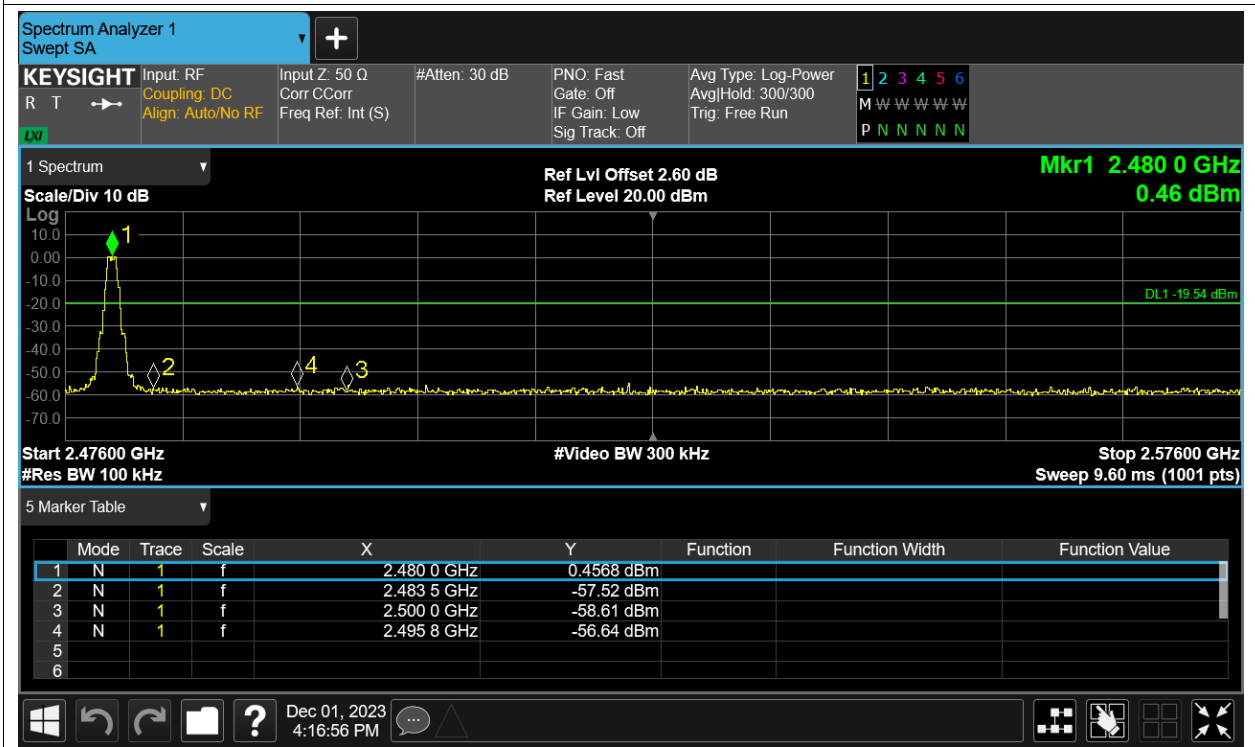 Spectrum Analyzer 1
Swept SA
KEYSIGHT Input: RF Input Z: 50 Ω #Atten: 30 dB PNO: Fast Avg Type: Log-Power 1 2 3 4 5 6
R T Coupling: DC Corr CCorr Gate: Off Avg|Hold: 300/300 M W W W W W
Align: Auto/No RF Freq Ref: Int (S) IF Gain: Low Trig: Free Run
LXI Sig Track: Off P N N N N N
1 Spectrum Ref Lvl Offset 2.60 dB Mkr1 2.480 0 GHz
Scale/Div 10 dB Ref Level 20.00 dBm 0.46 dBm
Log
10.0 1
0.00
-10.0
-20.0 DL1 -19.54 dBm
-30.0
-40.0
-50.0 2 4 3
-60.0
-70.0
Start 2.47600 GHz #Video BW 300 kHz Stop 2.57600 GHz
#Res BW 100 kHz Sweep 9.60 ms (1001 pts)
5 Marker Table
Mode Trace Scale X Y Function Function Width Function Value
1 N 1 f 2.480 0 GHz 0.4568 dBm
2 N 1 f 2.483 5 GHz -57.52 dBm
3 N 1 f 2.500 0 GHz -58.61 dBm
4 N 1 f 2.495 8 GHz -56.64 dBm
5
6
? Dec 01, 2023
4:16:56 PM